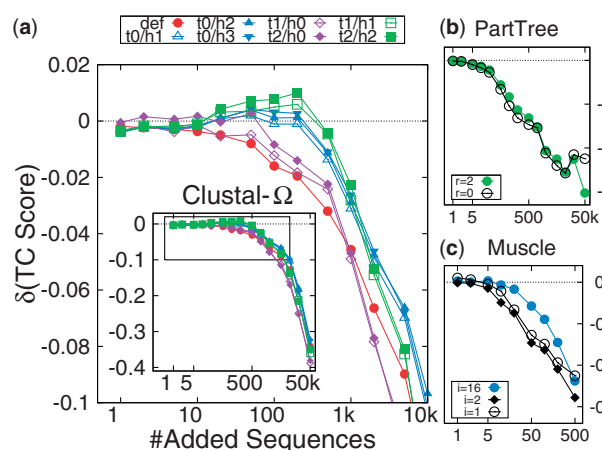 (a)
def t0/h2 t1/h0 t1/h1
t0/h1 t0/h3 t2/h0 t2/h2
0.02
0
-0.02
-0.04
-0.06
-0.08
-0.1
δ(TC Score)
Clustal-Ω
0
-0.1
-0.2
-0.3
-0.4
1 5 500 50k
1 10 100 1k 10k
#Added Sequences
(b) PartTree
r=2
r=0
1 5 500 50k
(c) Muscle
0
i=16
i=2
i=1
1 5 50 500